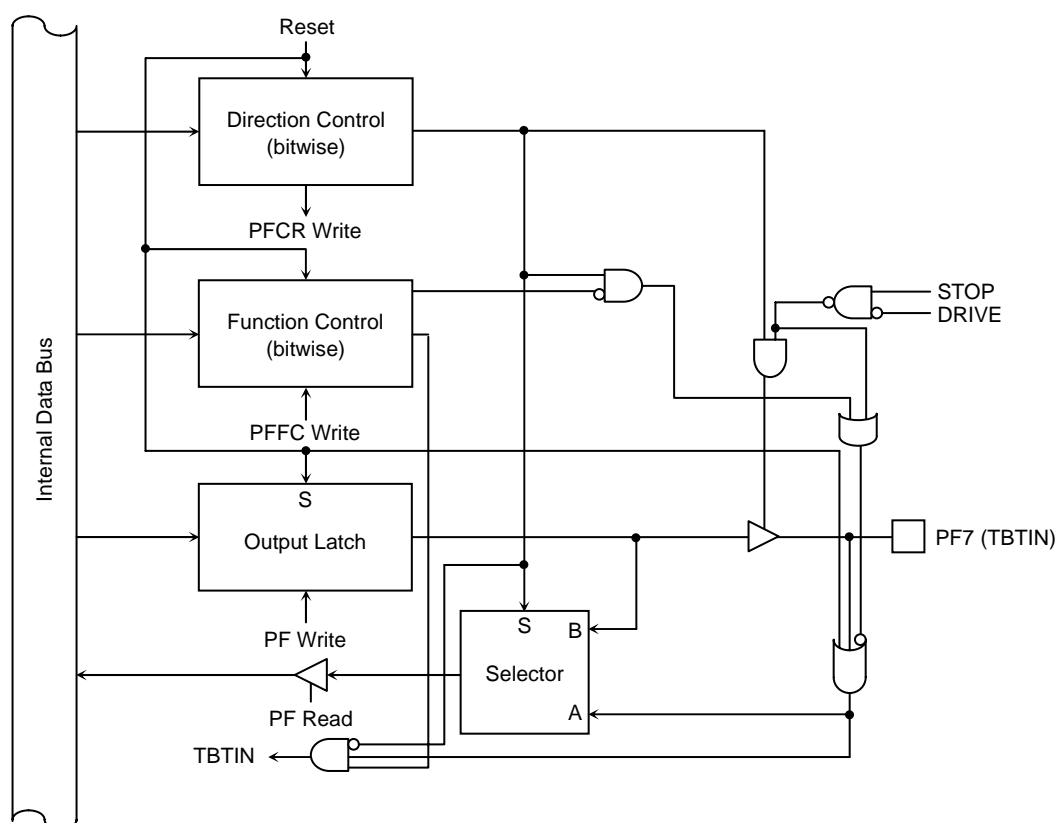 Reset
Direction Control
(bitwise)
PFCR Write
STOP
DRIVE
Function Control
(bitwise)
PFFC Write
Internal Data Bus
S
Output Latch
PF7 (TBTIN)
PF Write
S
B
Selector
A
PF Read
TBTIN